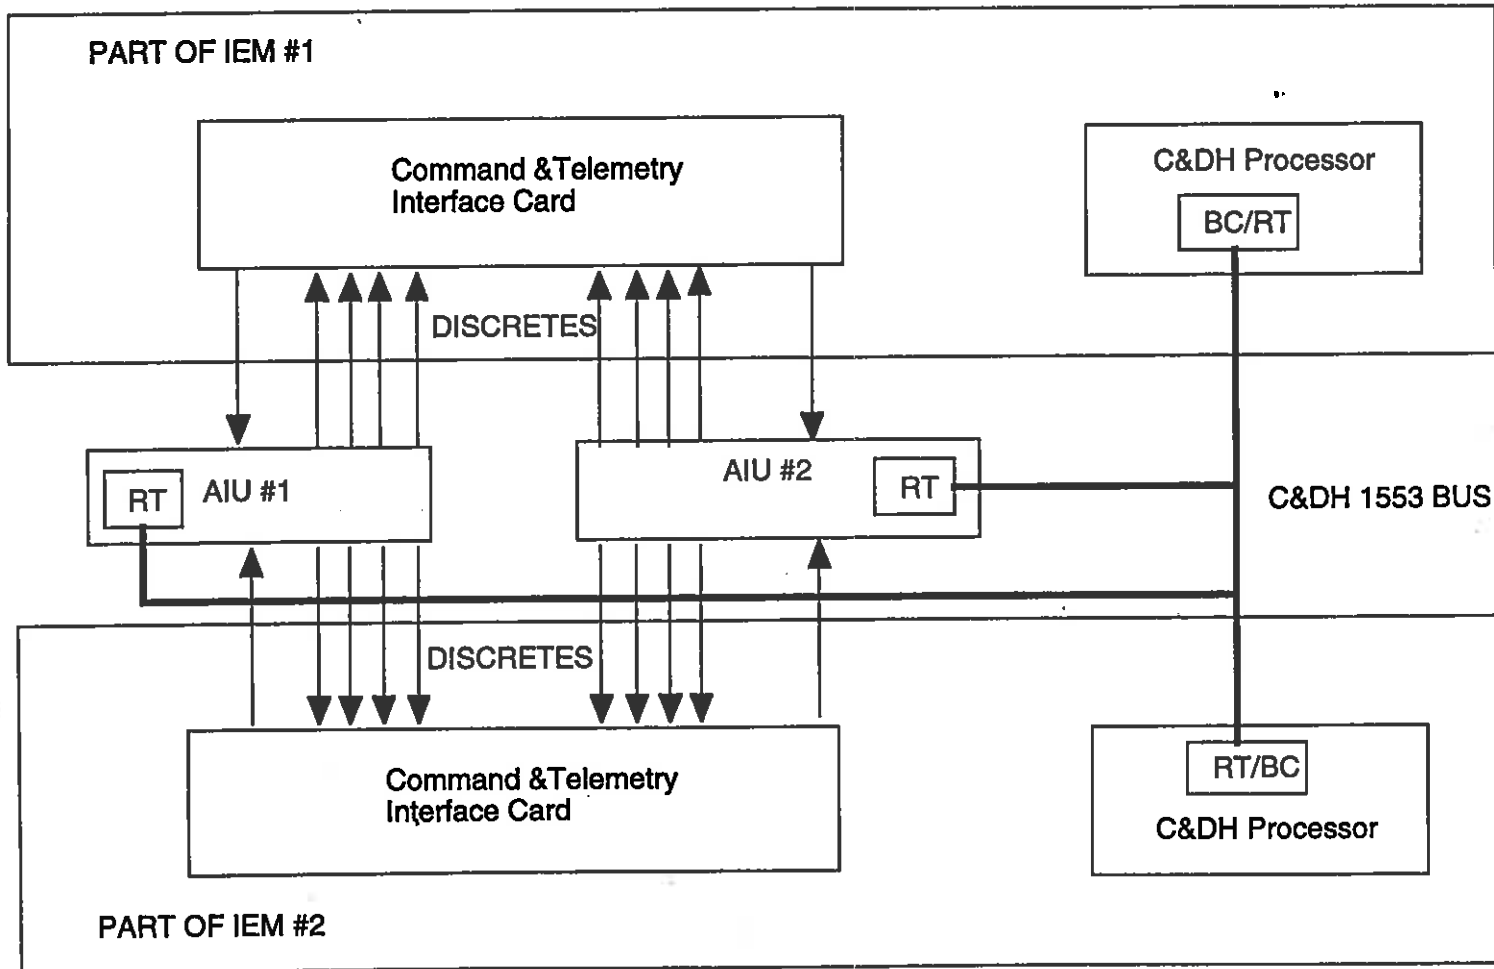 PART OF IEM #1
Command &Telemetry
Interface Card
C&DH Processor
BC/RT
DISCRETES
RT
AIU #1
AIU #2
RT
C&DH 1553 BUS
DISCRETES
Command &Telemetry
Interface Card
RT/BC
C&DH Processor
PART OF IEM #2